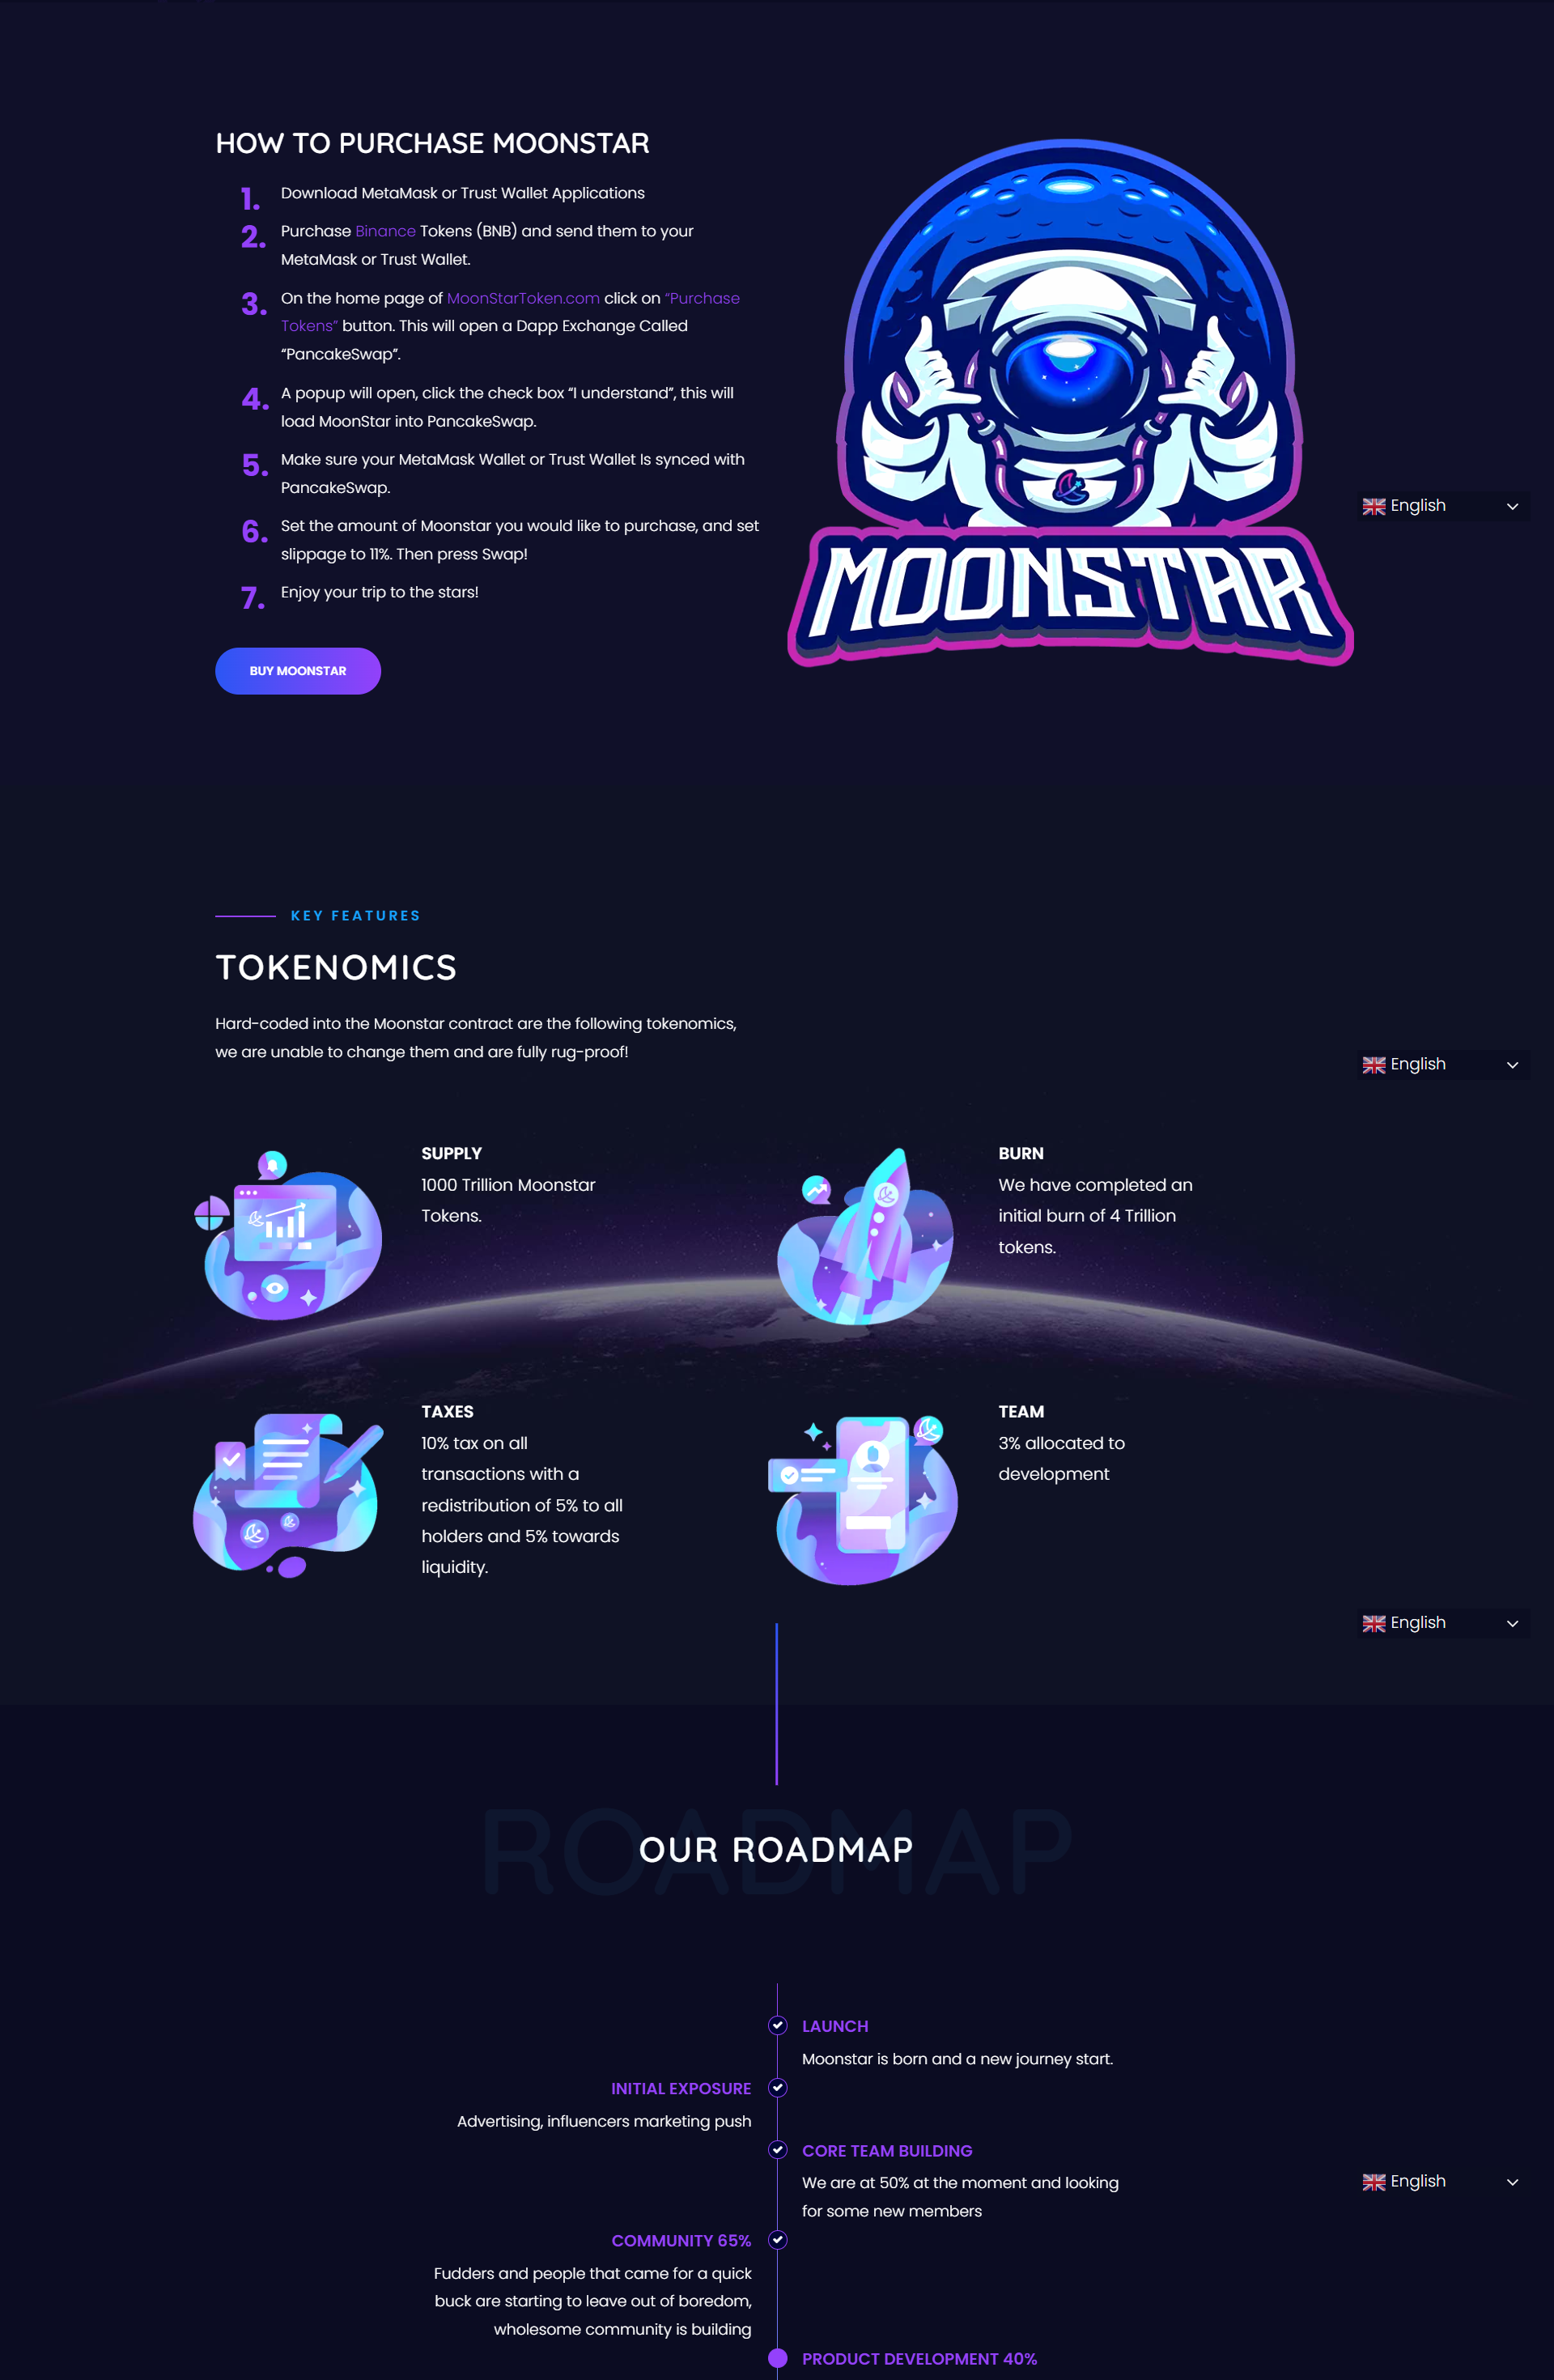 HOW TO PURCHASE MOONSTAR
1. Download MetaMask or Trust Wallet Applications
2. Purchase Binance Tokens (BNB) and send them to your
MetaMask or Trust Wallet.
3. On the home page of MoonStarToken.com click on “Purchase
Tokens” button. This will open a Dapp Exchange Called
“PancakeSwap”.
4. A popup will open, click the check box “I understand”, this will
load MoonStar into PancakeSwap.
5. Make sure your MetaMask Wallet or Trust Wallet Is synced with
PancakeSwap.
6. Set the amount of Moonstar you would like to purchase, and set
slippage to 11%. Then press Swap!
7. Enjoy your trip to the stars!
BUY MOONSTAR
MOONSTAR
English
KEY FEATURES
TOKENOMICS
Hard-coded into the Moonstar contract are the following tokenomics,
we are unable to change them and are fully rug-proof!
English
SUPPLY
1000 Trillion Moonstar
Tokens.
BURN
We have completed an
initial burn of 4 Trillion
tokens.
TAXES
10% tax on all
transactions with a
redistribution of 5% to all
holders and 5% towards
liquidity.
TEAM
3% allocated to
development
English
ROADMAP
OUR ROADMAP
LAUNCH
Moonstar is born and a new journey start.
INITIAL EXPOSURE
Advertising, influencers marketing push
CORE TEAM BUILDING
We are at 50% at the moment and looking
for some new members
English
COMMUNITY 65%
Fudders and people that came for a quick
buck are starting to leave out of boredom,
wholesome community is building
PRODUCT DEVELOPMENT 40%